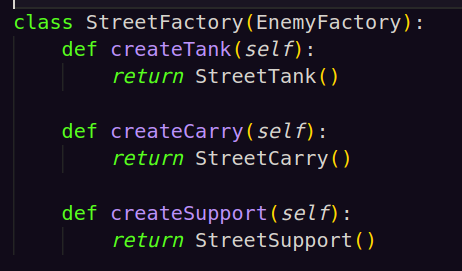 class StreetFactory(EnemyFactory):
    def createTank(self):
        return StreetTank()

    def createCarry(self):
        return StreetCarry()

    def createSupport(self):
        return StreetSupport()